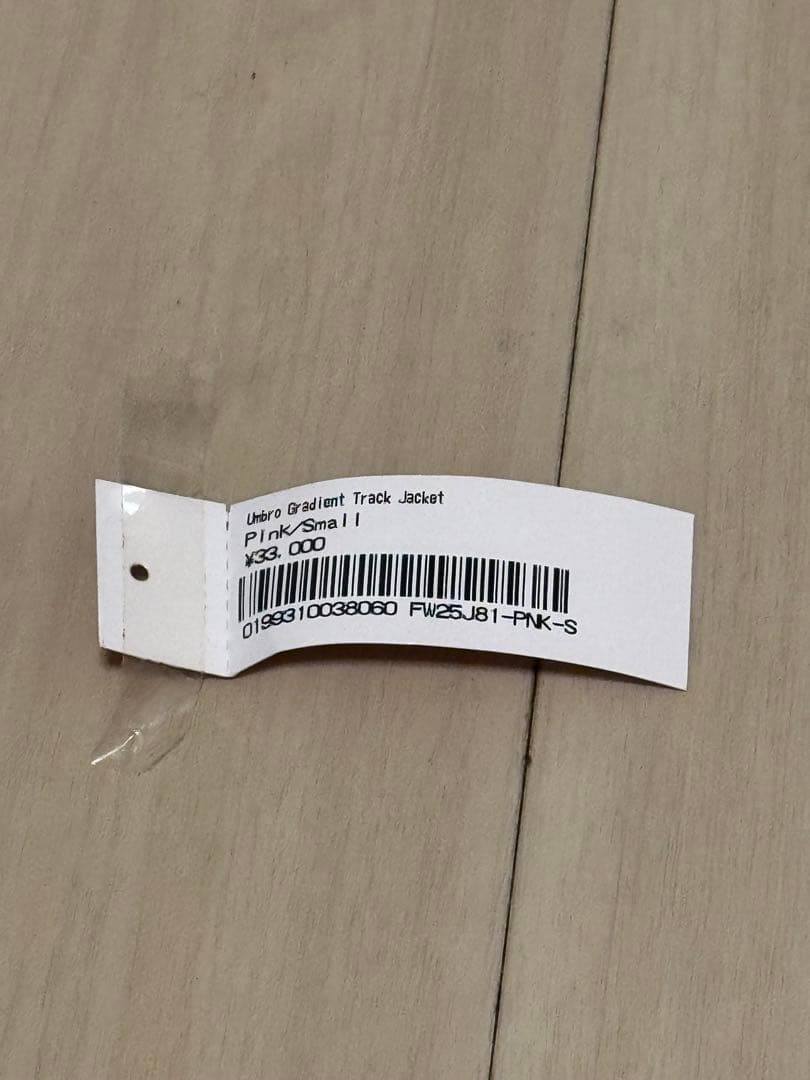 Umbro Gradient Track Jacket
Pink/Small
¥33,000
0199310038060 FW25J81-PNK-S